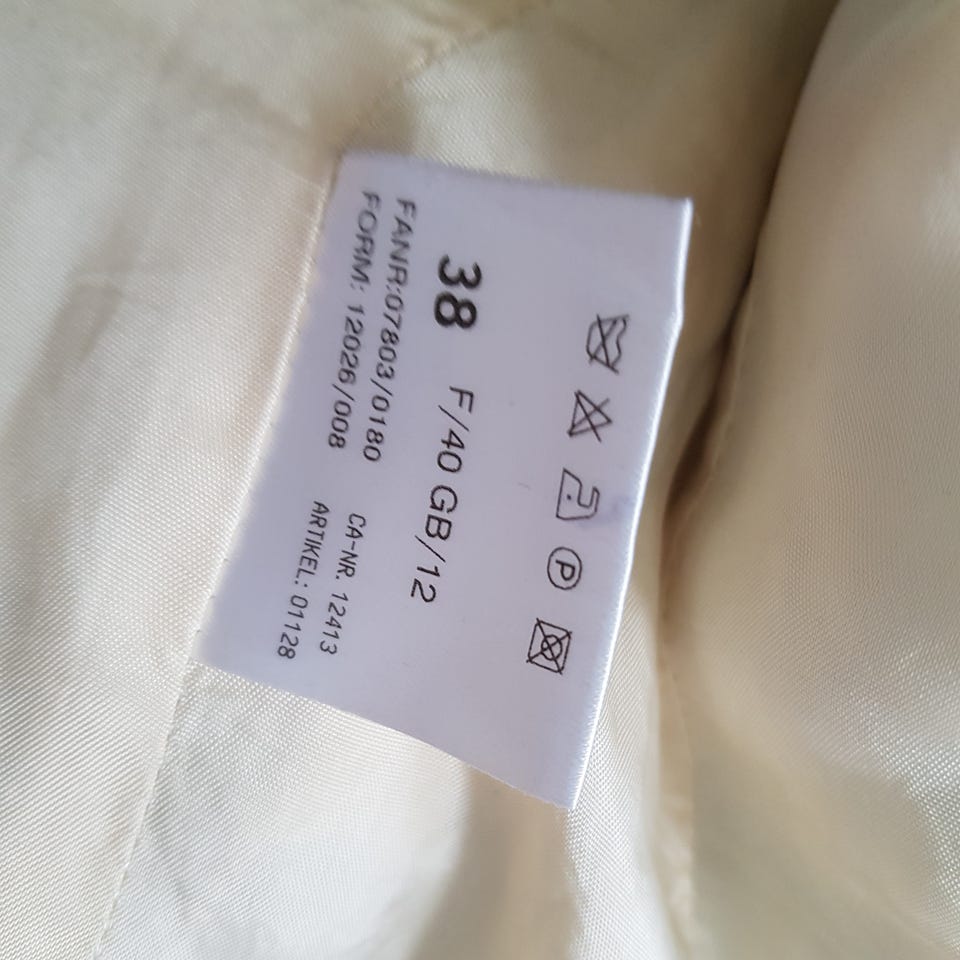 P
38 F/40 GB/12
FANR:07803/0180 CA-NR. 12413
FORM: 12026/008 ARTIKEL: 01128